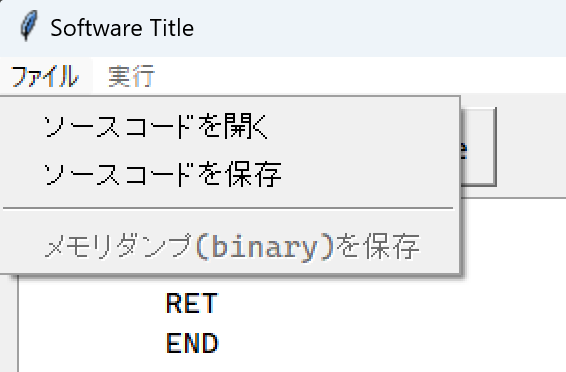 Software Title
ファイル 実行
ソースコードを開く
ソースコードを保存
メモリダンプ(binary)を保存
RET
END